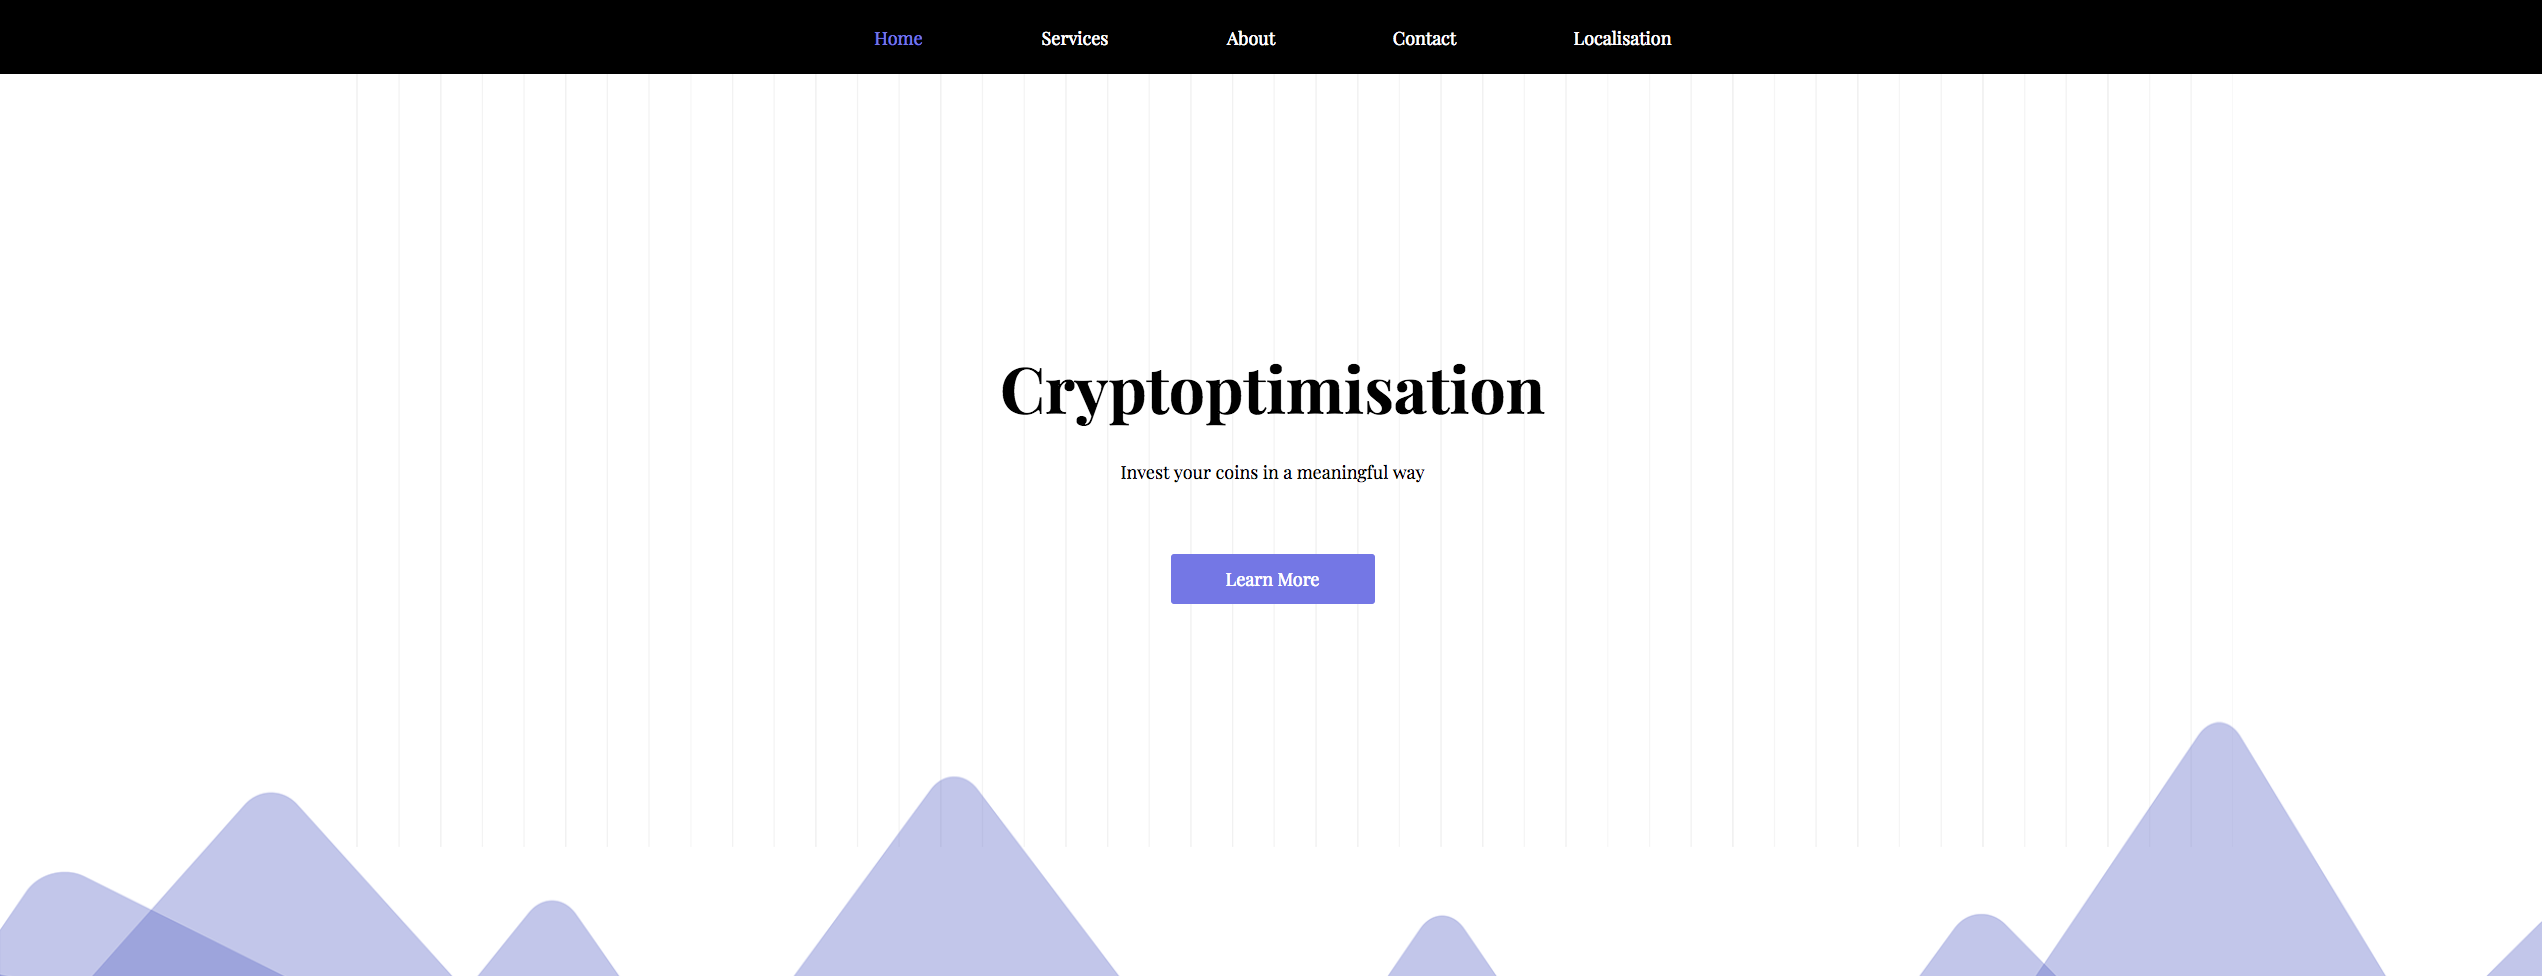 Home Services About Contact Localisation
Cryptoptimisation
Invest your coins in a meaningful way
Learn More